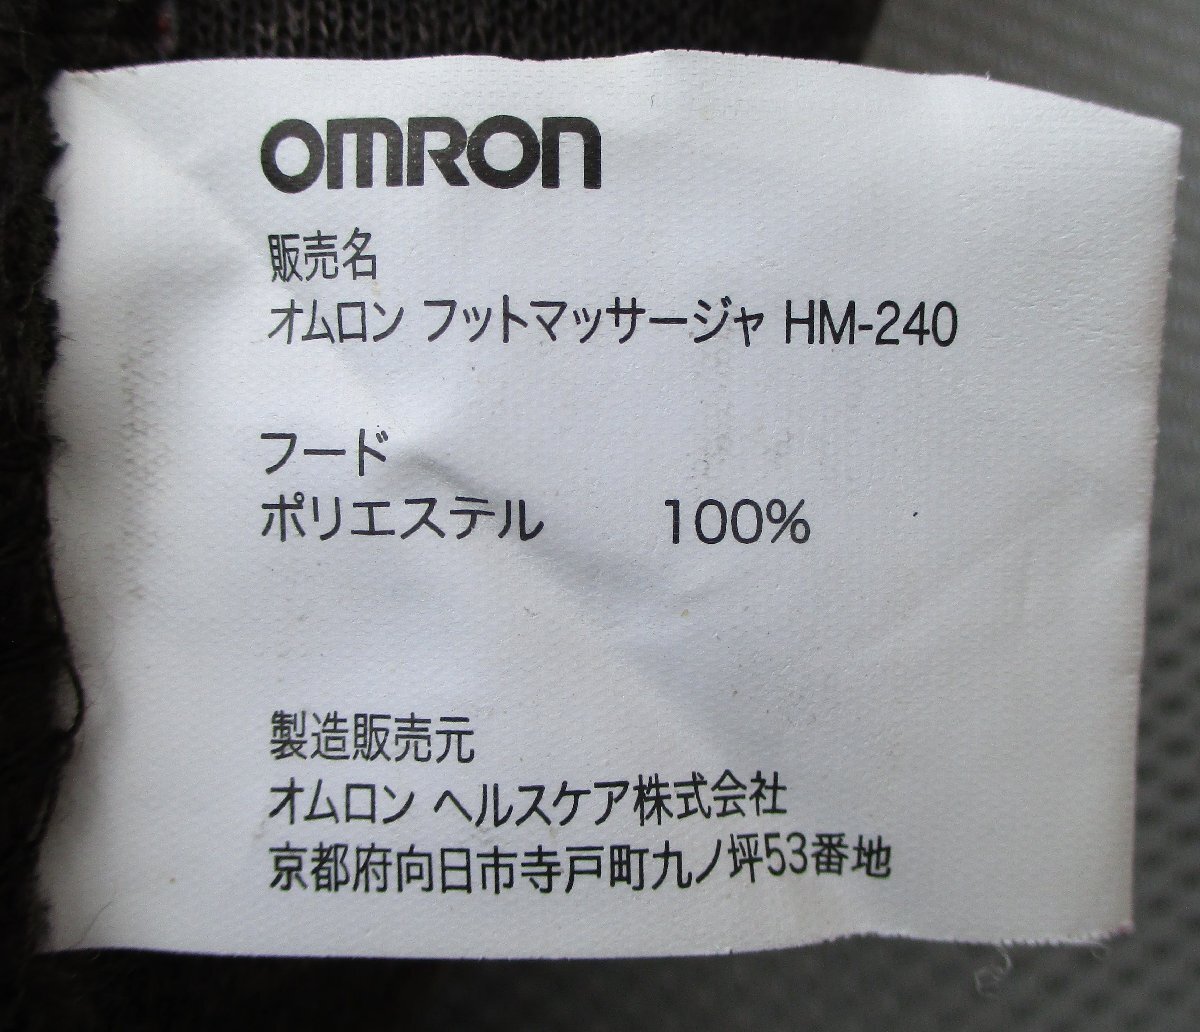 OMRON
販売名
オムロン フットマッサージャ HM-240
フード
ポリエステル 100%
製造販売元
オムロン ヘルスケア株式会社
京都府向日市寺戸町九ノ坪53番地